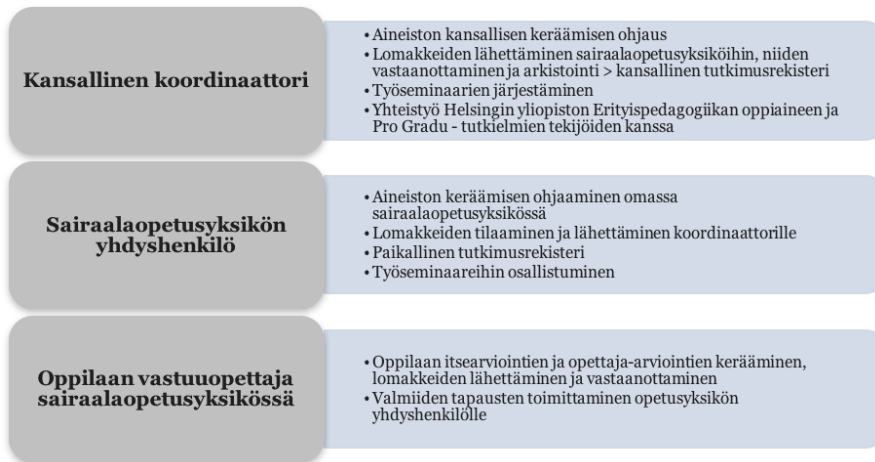 Kansallinen koordinaattori
• Aineiston kansallisen keräämisen ohjaus
• Lomakkeiden lähettäminen sairaalaopetusyksiköihin, niiden
vastaanottaminen ja arkistointi > kansallinen tutkimusrekisteri
• Työseminaarien järjestäminen
• Yhteistyö Helsingin yliopiston Erityispedagogiikan oppiaineen ja
Pro Gradu - tutkielmien tekijöiden kanssa
Sairaalaopetusyksikön
yhdyshenkilö
• Aineiston keräämisen ohjaaminen omassa
sairaalaopetusyksikössä
• Lomakkeiden tilaaminen ja lähettäminen koordinaattorille
• Paikallinen tutkimusrekisteri
• Työseminaareihin osallistuminen
Oppilaan vastuuopettaja
sairaalaopetusyksikössä
• Oppilaan itsearviointien ja opettaja-arviointien kerääminen,
lomakkeiden lähettäminen ja vastaanottaminen
• Valmiiden tapausten toimittaminen opetusyksikön
yhdyshenkilölle